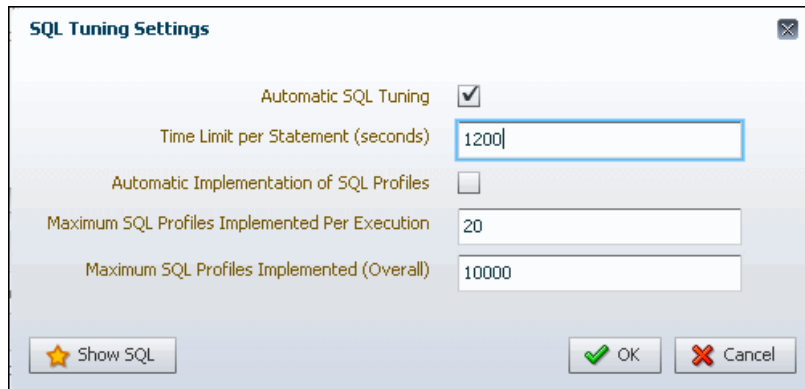 SQL Tuning Settings
Automatic SQL Tuning
Time Limit per Statement (seconds) 1200
Automatic Implementation of SQL Profiles
Maximum SQL Profiles Implemented Per Execution 20
Maximum SQL Profiles Implemented (Overall) 10000
Show SQL OK Cancel